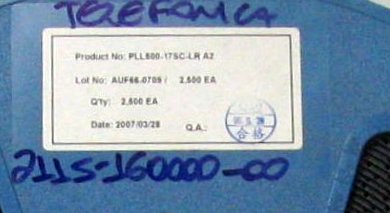 TELEFONICA
Product No: PLL500-17SC-LR A2
Lot No: AUF66.0709 / 2,500 EA
Q'ty: 2,500 EA
Date: 2007/03/28 Q.A.:
合格
2115-160000-00